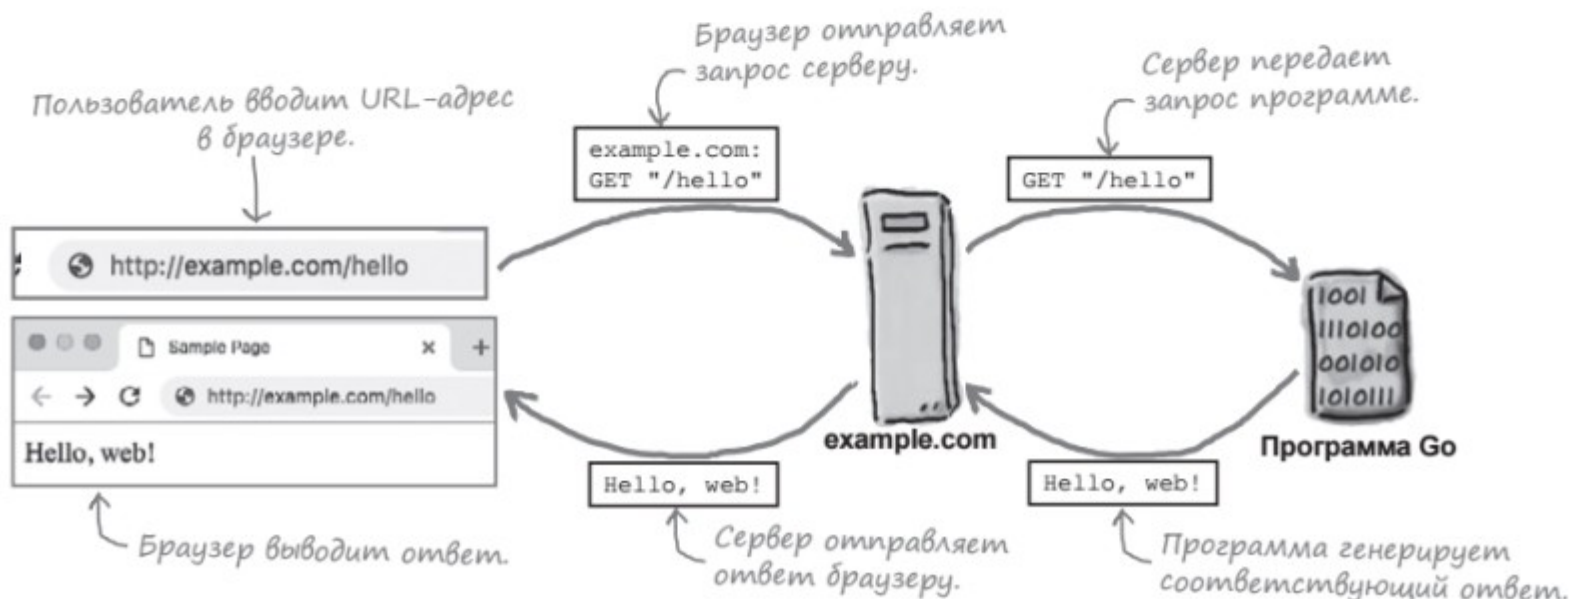 Браузер отправляет
запрос серверу.
Сервер передает
запрос программе.
Пользователь вводит URL-адрес
в браузере.
example.com:
GET "/hello"
GET "/hello"
http://example.com/hello
Sample Page
http://example.com/hello
Hello, web!
1001
1110100
001010
1010111
example.com
Программа Go
Hello, web!
Hello, web!
Браузер выводит ответ.
Сервер отправляет
ответ браузеру.
Программа генерирует
соответствующий ответ.